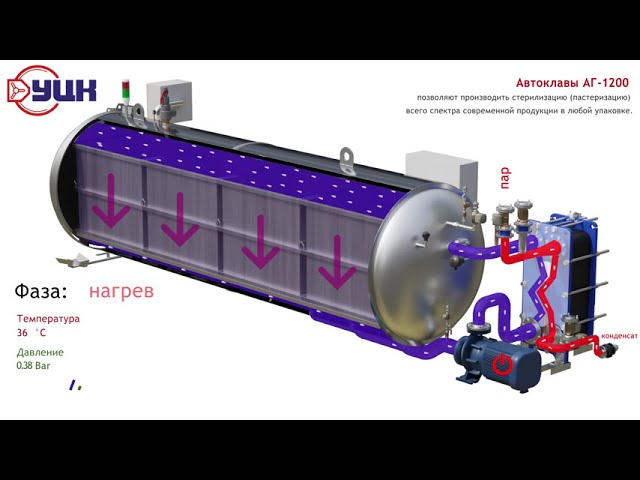 УЦК
Автоклавы АГ-1200
позволяют производить стерилизацию (пастеризацию)
всего спектра современной продукции в любой упаковке.
пар
Фаза: нагрев
Температура
36 °C
Давление
0.38 Bar
конденсат